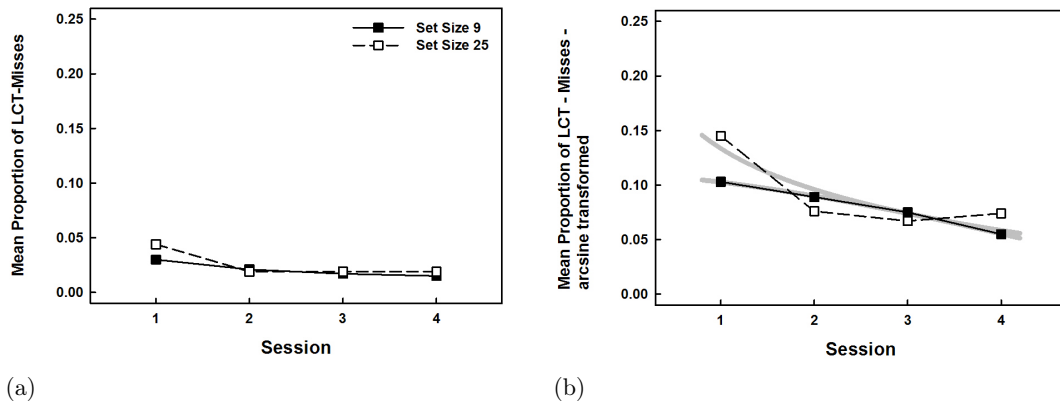 Mean Proportion of LCT-Misses
0.25
0.20
0.15
0.10
0.05
0.00
Set Size 9
Set Size 25
1 2 3 4
Session
(a)
Mean Proportion of LCT - Misses -
arcsine transformed
0.25
0.20
0.15
0.10
0.05
0.00
1 2 3 4
Session
(b)